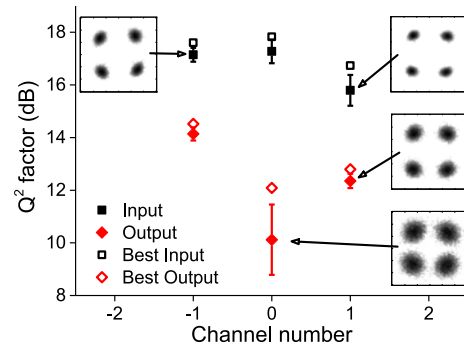 18
16
14
12
10
8
Q² factor (dB)
Input
Output
Best Input
Best Output
-2 -1 0 1 2
Channel number